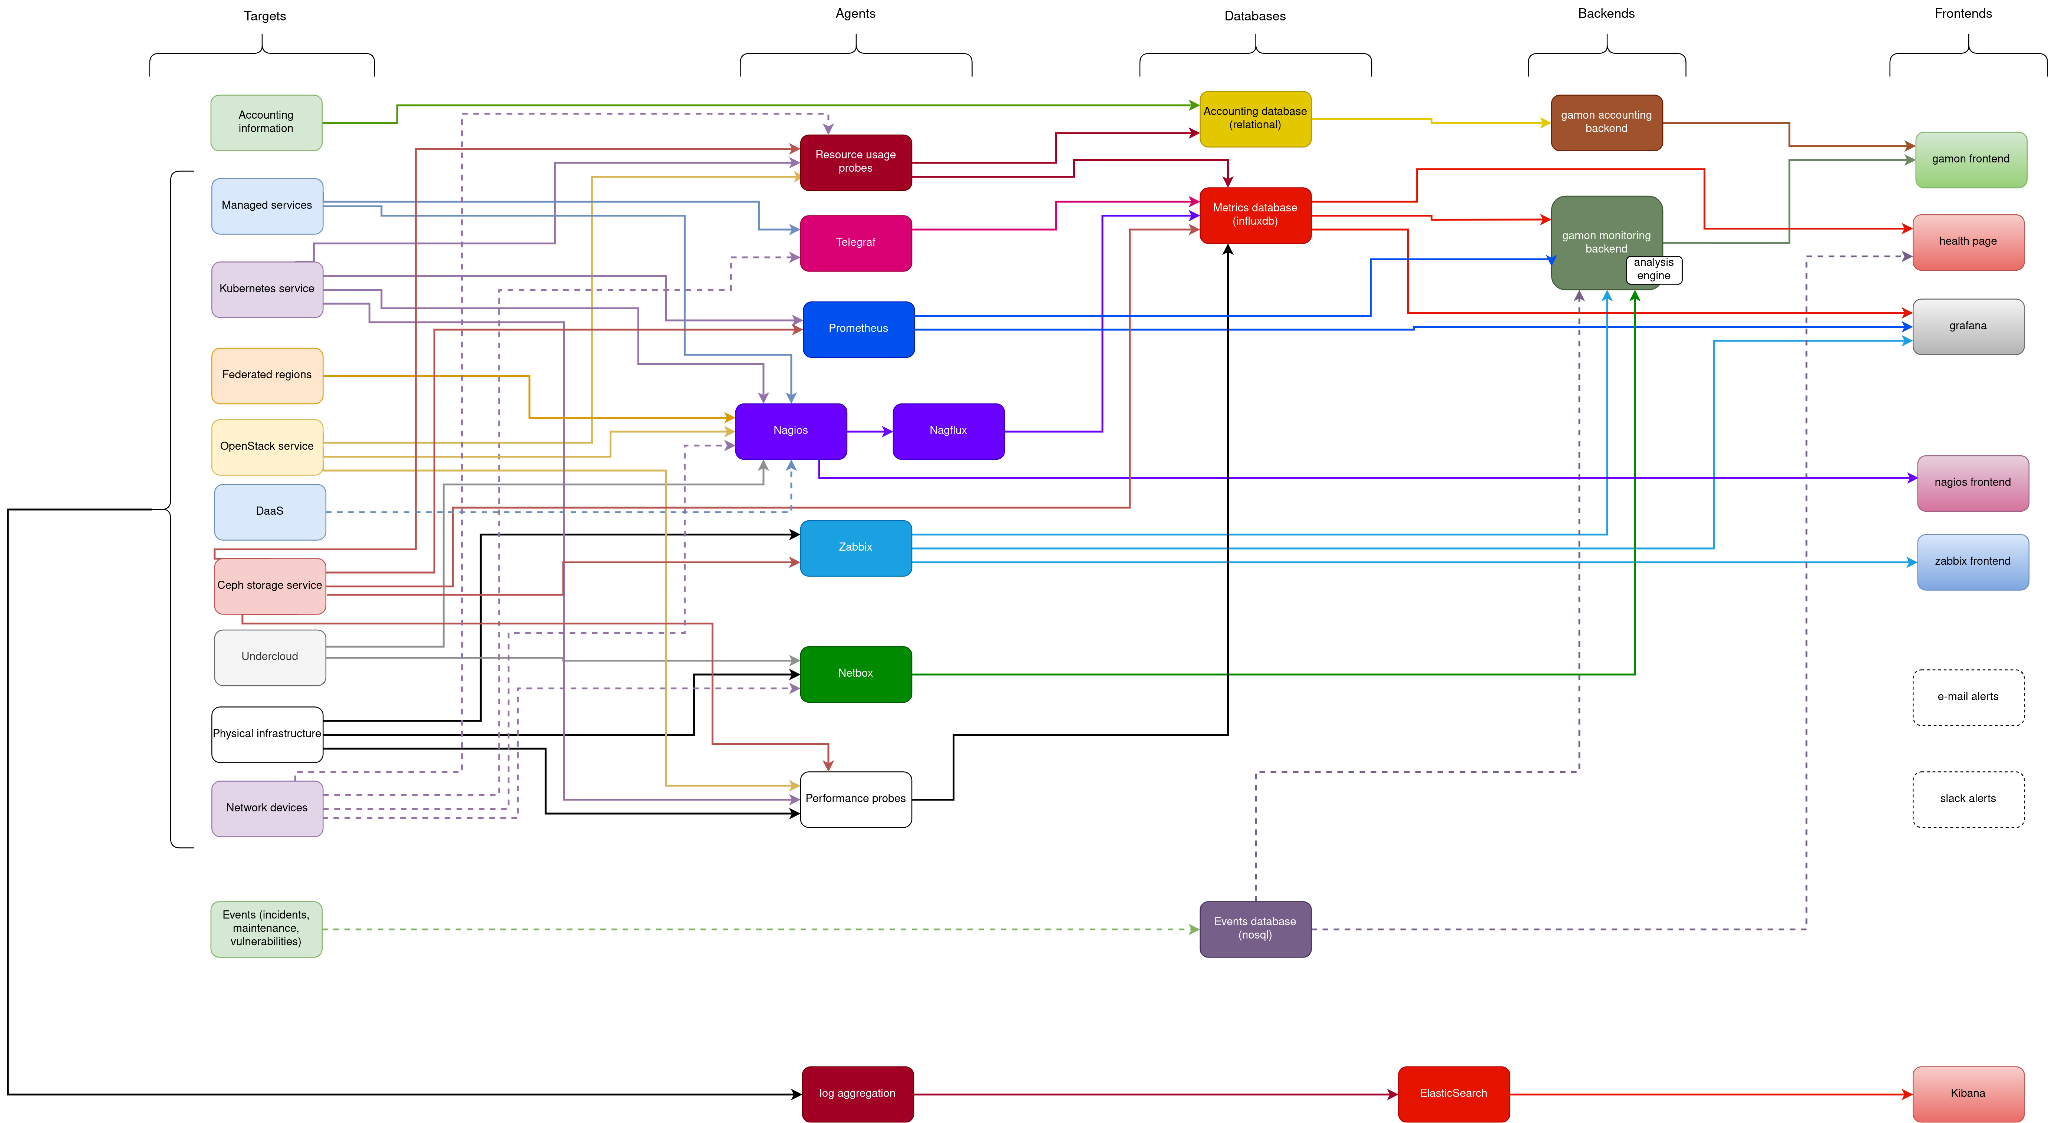 Targets
Agents
Databases
Backends
Frontends
Accounting
information
Managed services
Kubernetes service
Federated regions
OpenStack service
DaaS
Ceph storage service
Undercloud
Physical infrastructure
Network devices
Events (incidents,
maintenance,
vulnerabilities)
Resource usage
probes
Telegraf
Prometheus
Nagios
Nagflux
Zabbix
Netbox
Performance probes
log aggregation
Accounting database
(relational)
Metrics database
(influxdb)
Events database
(nosql)
ElasticSearch
gamon accounting
backend
gamon monitoring
backend
analysis
engine
gamon frontend
health page
grafana
nagios frontend
zabbix frontend
e-mail alerts
slack alerts
Kibana